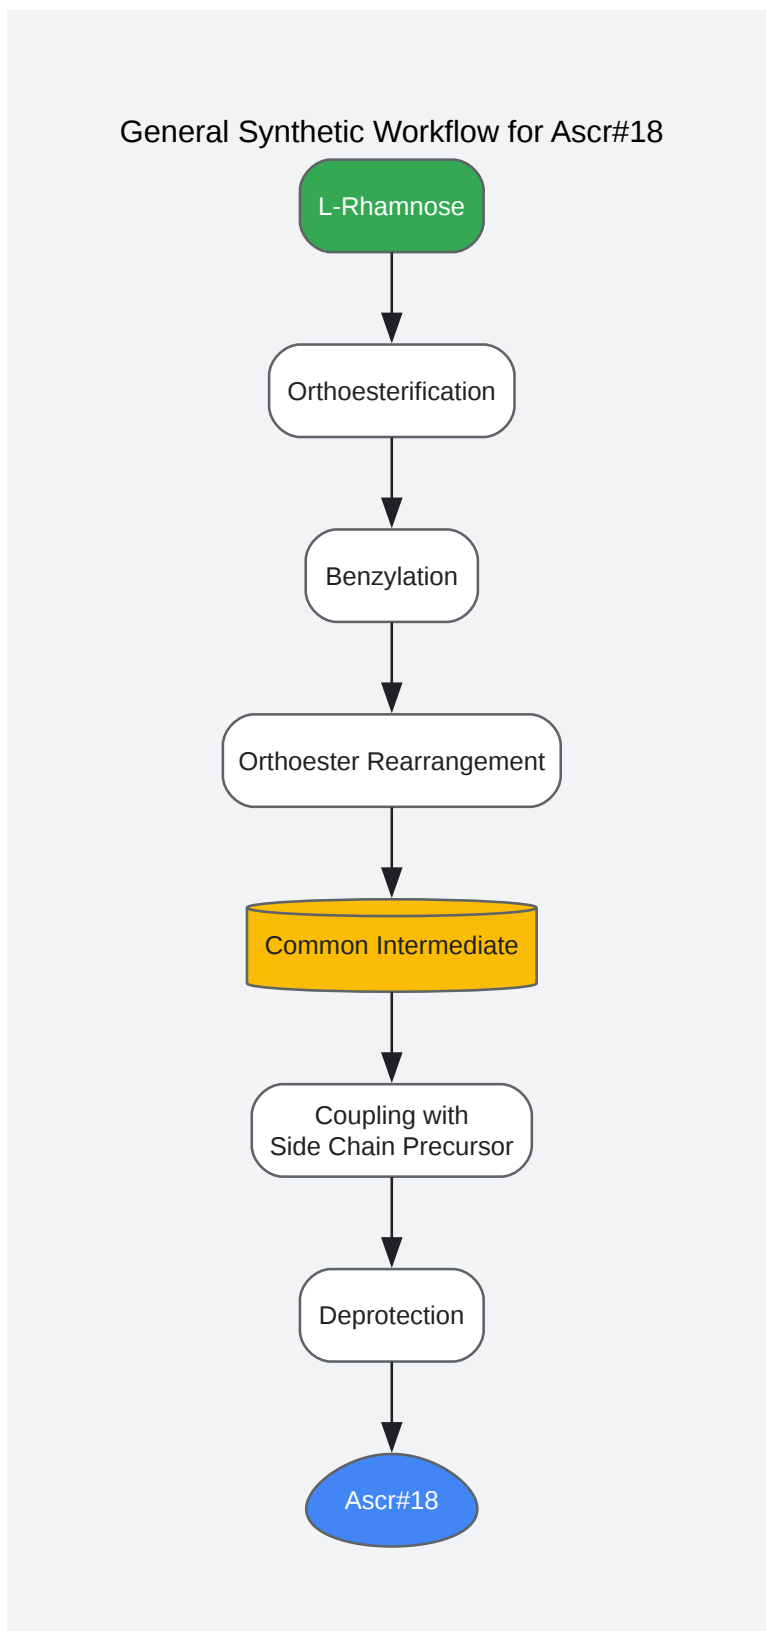 General Synthetic Workflow for Ascr#18
L-Rhamnose
Orthoesterification
Benzylation
Orthoester Rearrangement
Common Intermediate
Coupling with
Side Chain Precursor
Deprotection
Ascr#18